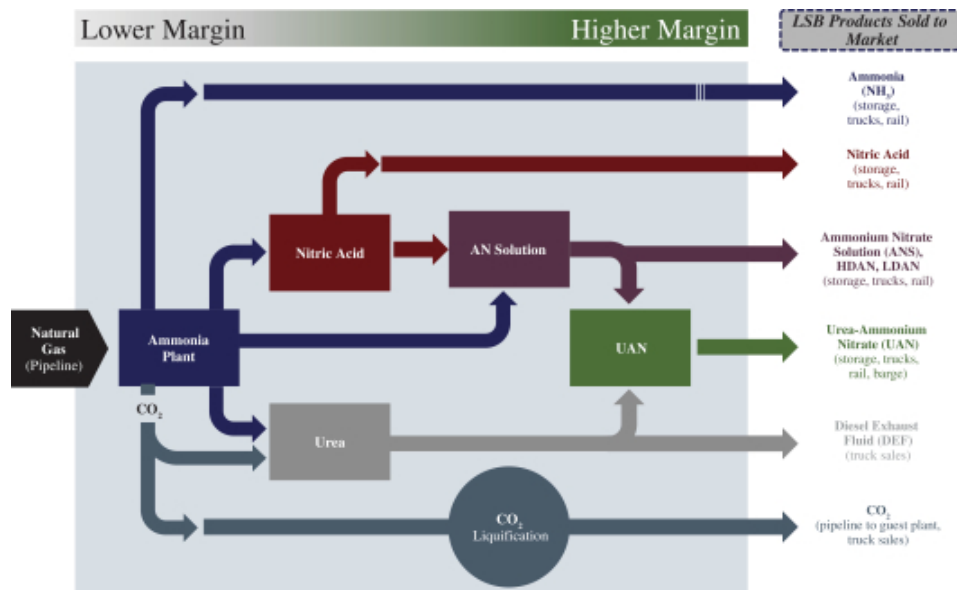 Lower Margin
Higher Margin
LSB Products Sold to
Market
Ammonia
(NH₃)
(storage,
trucks, rail)
Nitric Acid
(storage,
trucks, rail)
Nitric Acid
AN Solution
Ammonium Nitrate
Solution (ANS),
HDAN, LDAN
(storage, trucks, rail)
Natural
Gas
(Pipeline)
Ammonia
Plant
UAN
Urea-Ammonium
Nitrate (UAN)
(storage, trucks,
rail, barge)
CO₂
Urea
Diesel Exhaust
Fluid (DEF)
(truck sales)
CO₂
Liquification
CO₂
(pipeline to guest plant,
truck sales)